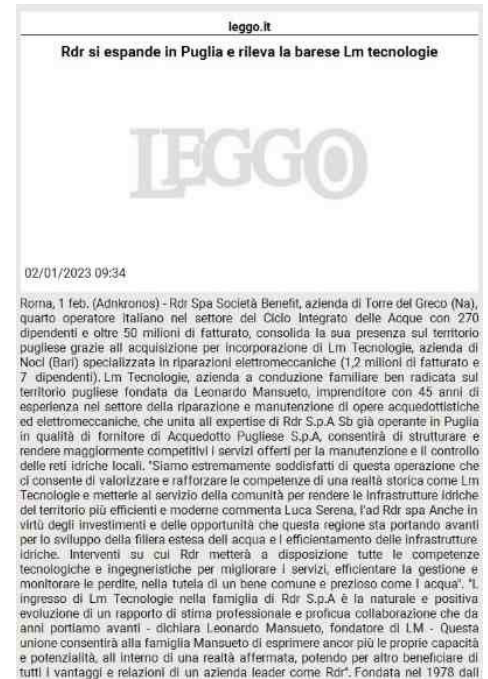 leggo.it
Rdr si espande in Puglia e rileva la barese Lm tecnologie
LEGGO
02/01/2023 09:34
Roma, 1 feb. (Adnkronos) - Rdr Spa Società Benefit, azienda di Torre del Greco (Na),
quarto operatore italiano nel settore del Ciclo Integrato delle Acque con 270
dipendenti e oltre 50 milioni di fatturato, consolida la sua presenza sul territorio
pugliese grazie all acquisizione per incorporazione di Lm Tecnologie, azienda di
Noci (Bari) specializzata in riparazioni elettromeccaniche (1,2 milioni di fatturato e
7 dipendenti). Lm Tecnologie, azienda a conduzione familiare ben radicata sul
territorio pugliese fondata da Leonardo Mansueto, imprenditore con 45 anni di
esperienza nel settore della riparazione e manutenzione di opere acquedottistiche
ed elettromeccaniche, che unita all expertise di Rdr S.p.A Sb già operante in Puglia
in qualità di fornitore di Acquedotto Pugliese S.p.A, consentirà di strutturare e
rendere maggiormente competitivi i servizi offerti per la manutenzione e il controllo
delle reti idriche locali. "Siamo estremamente soddisfatti di questa operazione che
ci consente di valorizzare e rafforzare le competenze di una realtà storica come Lm
Tecnologie e metterle al servizio della comunità per rendere le infrastrutture idriche
del territorio più efficienti e moderne commenta Luca Serena, l'ad Rdr spa Anche in
virtù degli investimenti e delle opportunità che questa regione sta portando avanti
per lo sviluppo della filiera estesa dell acqua e l efficientamento delle infrastrutture
idriche. Interventi su cui Rdr metterà a disposizione tutte le competenze
tecnologiche e ingegneristiche per migliorare i servizi, efficientare la gestione e
monitorare le perdite, nella tutela di un bene comune e prezioso come l acqua". "L
ingresso di Lm Tecnologie nella famiglia di Rdr S.p.A è la naturale e positiva
evoluzione di un rapporto di stima professionale e proficua collaborazione che da
anni portiamo avanti - dichiara Leonardo Mansueto, fondatore di LM - Questa
unione consentirà alla famiglia Mansueto di esprimere ancor più le proprie capacità
e potenzialità, all interno di una realtà affermata, potendo per altro beneficiare di
tutti i vantaggi e relazioni di un azienda leader come Rdr". Fondata nel 1978 dall